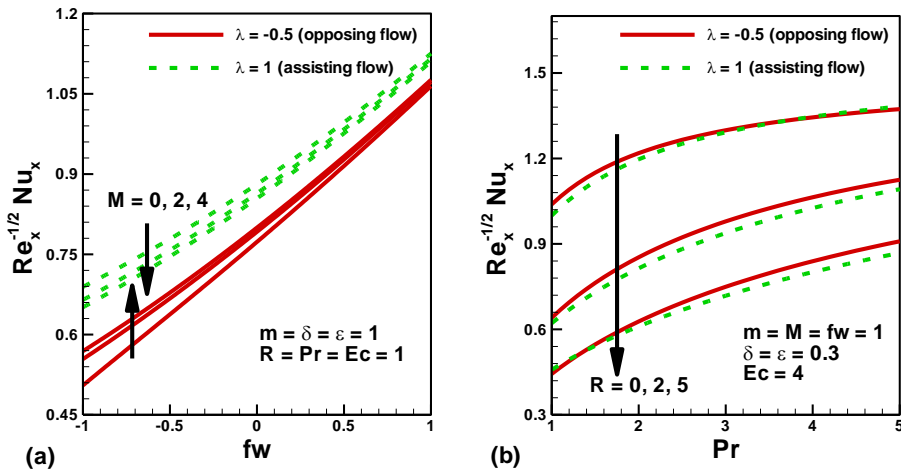 1.2
1.05
0.9
0.75
0.6
0.45
Re_x^-1/2 Nu_x
λ = -0.5 (opposing flow)
λ = 1 (assisting flow)
M = 0, 2, 4
m = δ = ε = 1
R = Pr = Ec = 1
-1 -0.5 0 0.5 1
fw
(a)
1.8
1.5
1.2
0.9
0.6
0.3
Re_x^-1/2 Nu_x
λ = -0.5 (opposing flow)
λ = 1 (assisting flow)
m = M = fw = 1
δ = ε = 0.3
Ec = 4
R = 0, 2, 5
1 2 3 4 5
Pr
(b)